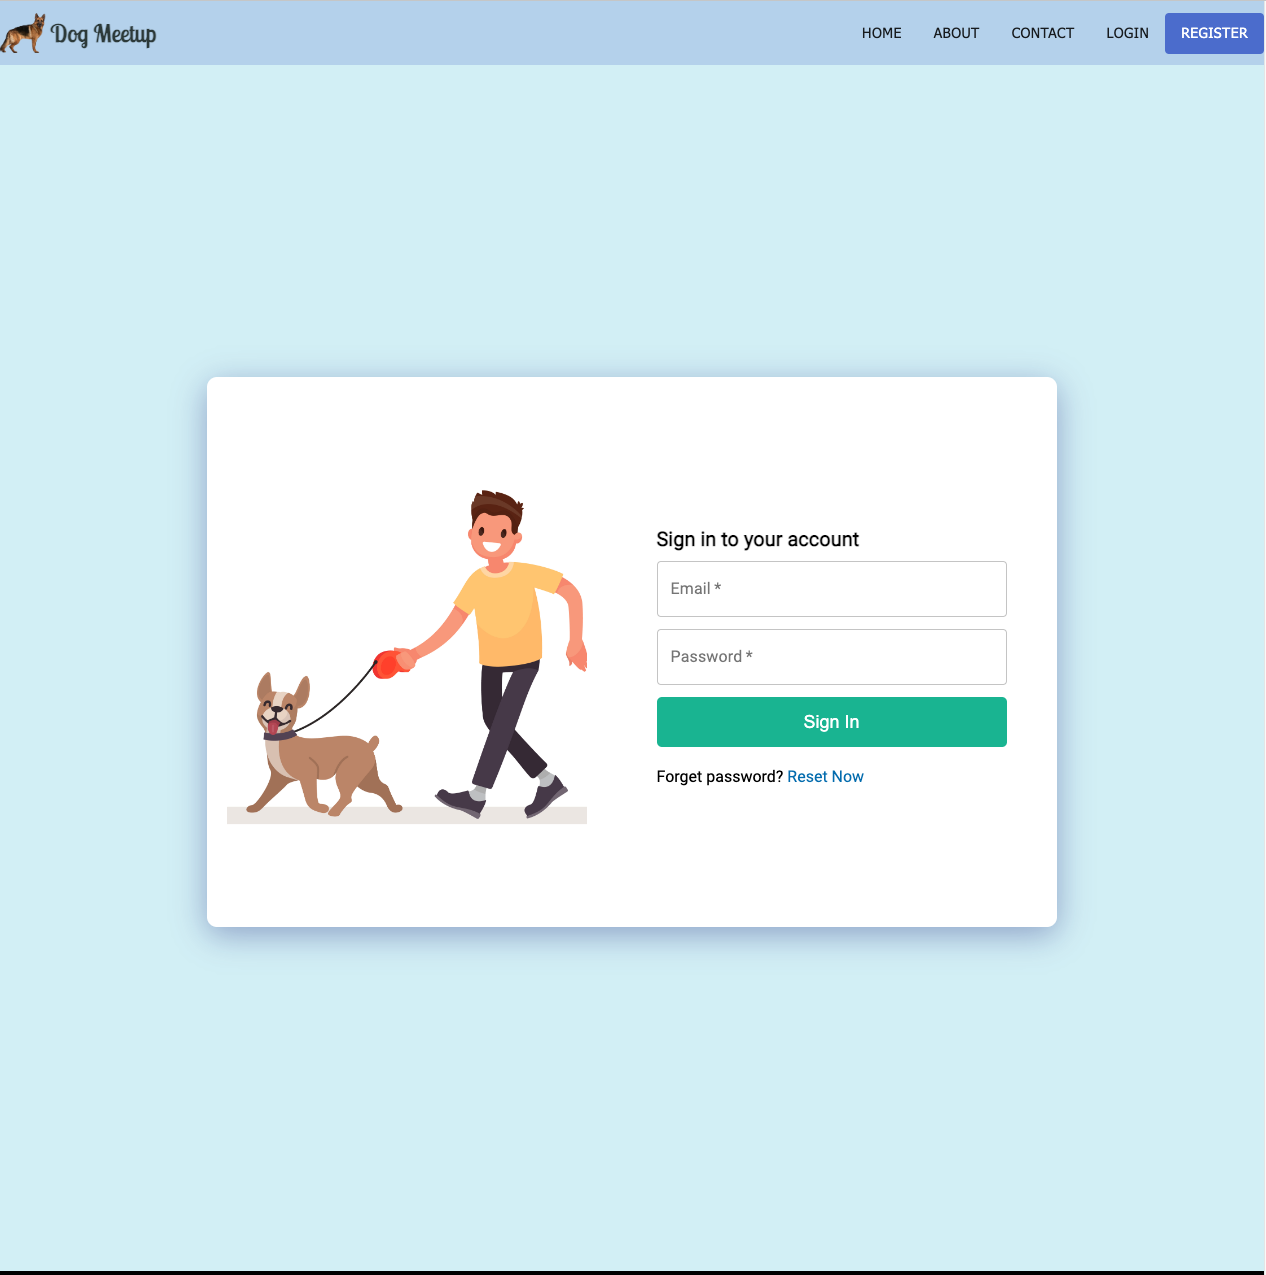 Dog Meetup
HOME ABOUT CONTACT LOGIN REGISTER
Sign in to your account
Email *
Password *
Sign In
Forget password? Reset Now